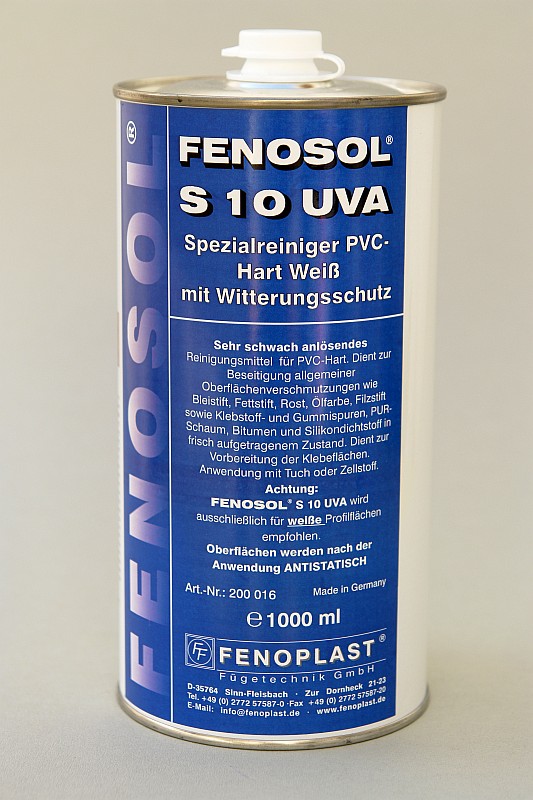 FENOSOL®
FENOSOL®
S 10 UVA
Spezialreiniger PVC-
Hart Weiß
mit Witterungsschutz
Sehr schwach anlösendes
Reinigungsmittel für PVC-Hart. Dient zur
Beseitigung allgemeiner
Oberflächenverschmutzungen wie
Bleistift, Fettstift, Rost, Ölfarbe, Filzstift
sowie Klebstoff- und Gummispuren, PUR-
Schaum, Bitumen und Silikondichtstoff in
frisch aufgetragenem Zustand. Dient zur
Vorbereitung der Klebeflächen.
Anwendung mit Tuch oder Zellstoff.
Achtung:
FENOSOL® S 10 UVA wird
ausschließlich für weiße Profilflächen
empfohlen.
Oberflächen werden nach der
Anwendung ANTISTATISCH
Art.-Nr.: 200 016 Made in Germany
℮ 1000 ml
FF FENOPLAST®
Fügetechnik GmbH
D-35764 Sinn-Fleisbach · Zur Dornheck 21-23
Tel. +49 (0) 2772 57587-0 ·Fax +49 (0) 2772 57587-20
E-Mail: info@fenoplast.de · www.fenoplast.de